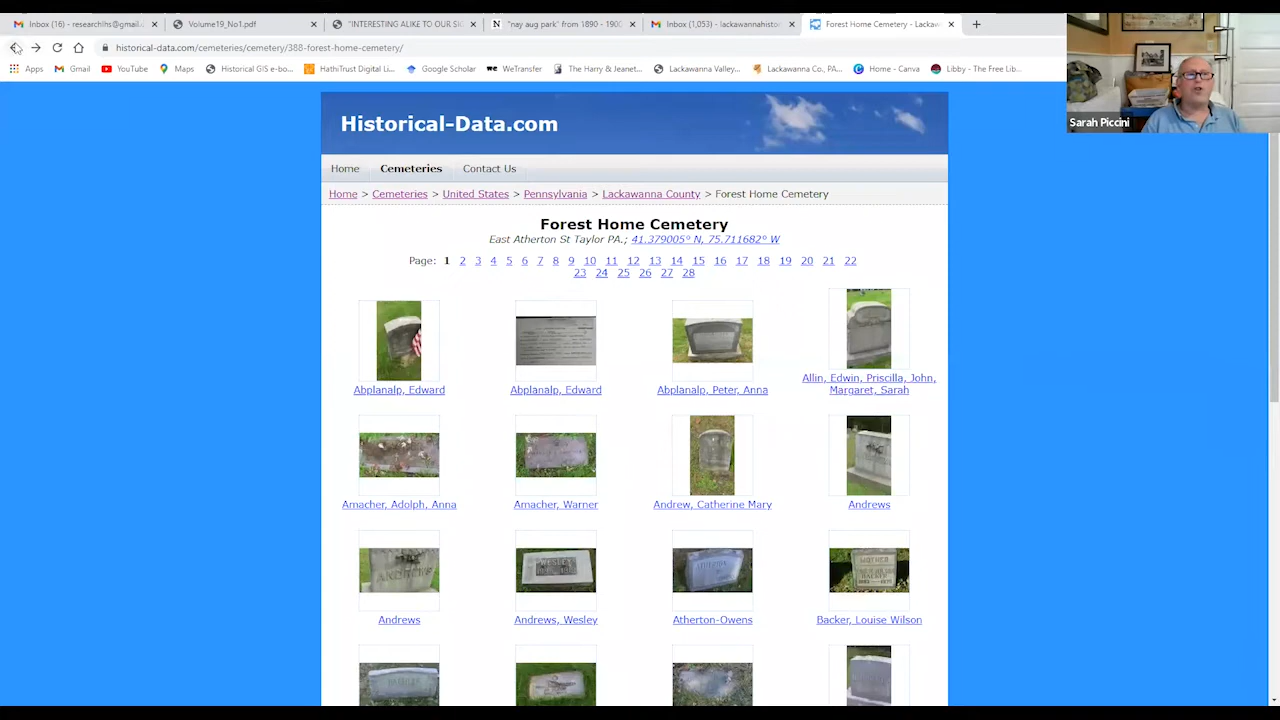 Inbox (16) - researchlhs@gmail. Volume19_No1.pdf "INTERESTING ALIKE TO OUR SKI "nay aug park" from 1890 - 1900 Inbox (1,053) - lackawannahistor Forest Home Cemetery - Lackaw
historical-data.com/cemeteries/cemetery/388-forest-home-cemetery/
Apps Gmail YouTube Maps Historical GIS e-bo... HathiTrust Digital Li... Google Scholar WeTransfer The Harry & Jeanet... Lackawanna Valley... Lackawanna Co., PA... Home - Canva Libby - The Free Lib...
Sarah Piccini
Historical-Data.com
Home Cemeteries Contact Us
Home > Cemeteries > United States > Pennsylvania > Lackawanna County > Forest Home Cemetery
Forest Home Cemetery
East Atherton St Taylor PA.; 41.379005° N, 75.711682° W
Page: 1 2 3 4 5 6 7 8 9 10 11 12 13 14 15 16 17 18 19 20 21 22
23 24 25 26 27 28
Abplanalp, Edward Abplanalp, Edward Abplanalp, Peter, Anna Allin, Edwin, Priscilla, John,
Margaret, Sarah
Amacher, Adolph, Anna Amacher, Warner Andrew, Catherine Mary Andrews
ANDREWS
Andrews Andrews, Wesley Atherton-Owens Backer, Louise Wilson